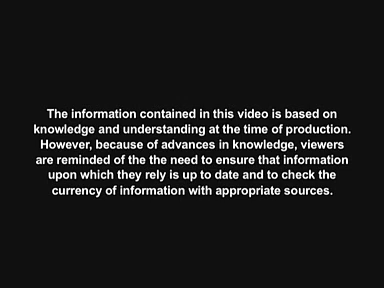 The information contained in this video is based on
knowledge and understanding at the time of production.
However, because of advances in knowledge, viewers
are reminded of the the need to ensure that information
upon which they rely is up to date and to check the
currency of information with appropriate sources.